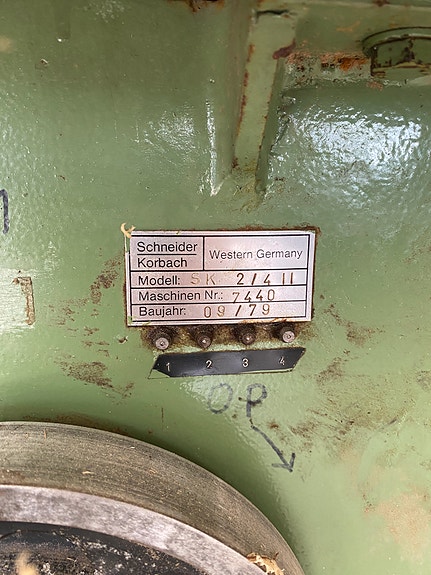 Schneider
Korbach
Western Germany
Modell: SK 2/4 II
Maschinen Nr.: 7440
Baujahr: 09/79
1 2 3 4
O.P